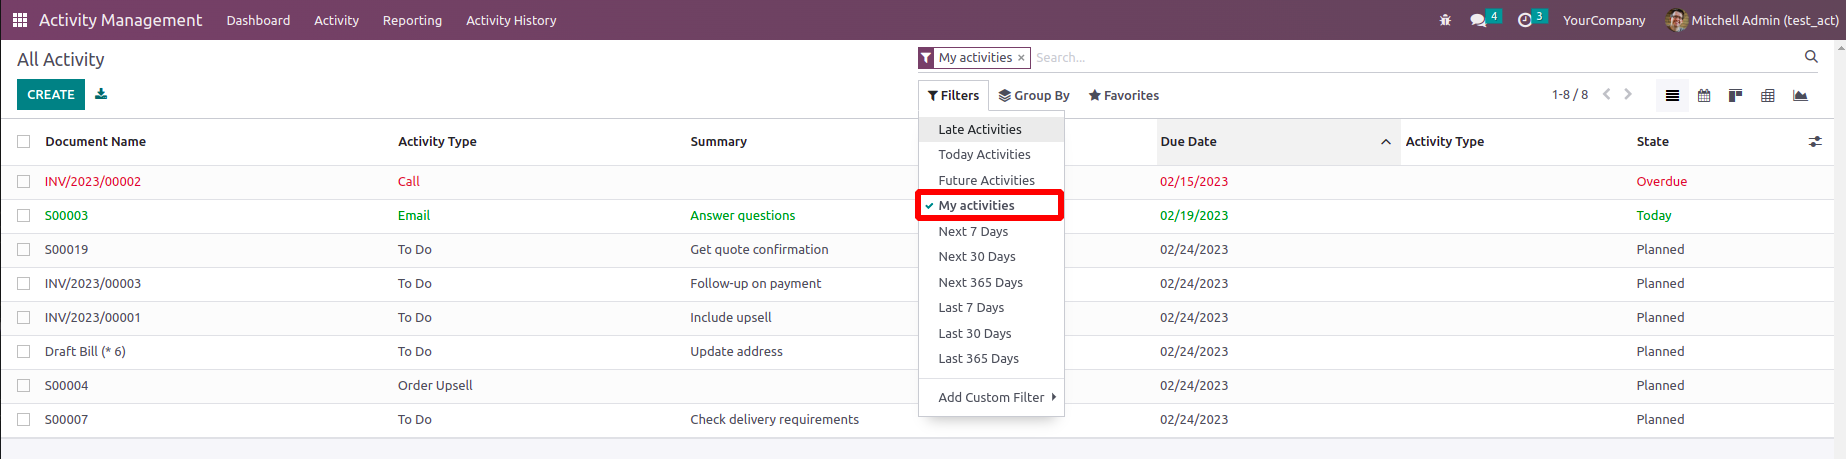 Activity Management Dashboard Activity Reporting Activity History 4 3 YourCompany Mitchell Admin (test_act)
All Activity My activities × Search...
CREATE Filters Group By Favorites 1-8 / 8
Document Name Activity Type Summary Due Date Activity Type State
INV/2023/00002 Call 02/15/2023 Overdue
S00003 Email Answer questions 02/19/2023 Today
S00019 To Do Get quote confirmation 02/24/2023 Planned
INV/2023/00003 To Do Follow-up on payment 02/24/2023 Planned
INV/2023/00001 To Do Include upsell 02/24/2023 Planned
Draft Bill (* 6) To Do Update address 02/24/2023 Planned
S00004 Order Upsell 02/24/2023 Planned
S00007 To Do Check delivery requirements 02/24/2023 Planned
Late Activities
Today Activities
Future Activities
My activities
Next 7 Days
Next 30 Days
Next 365 Days
Last 7 Days
Last 30 Days
Last 365 Days
Add Custom Filter